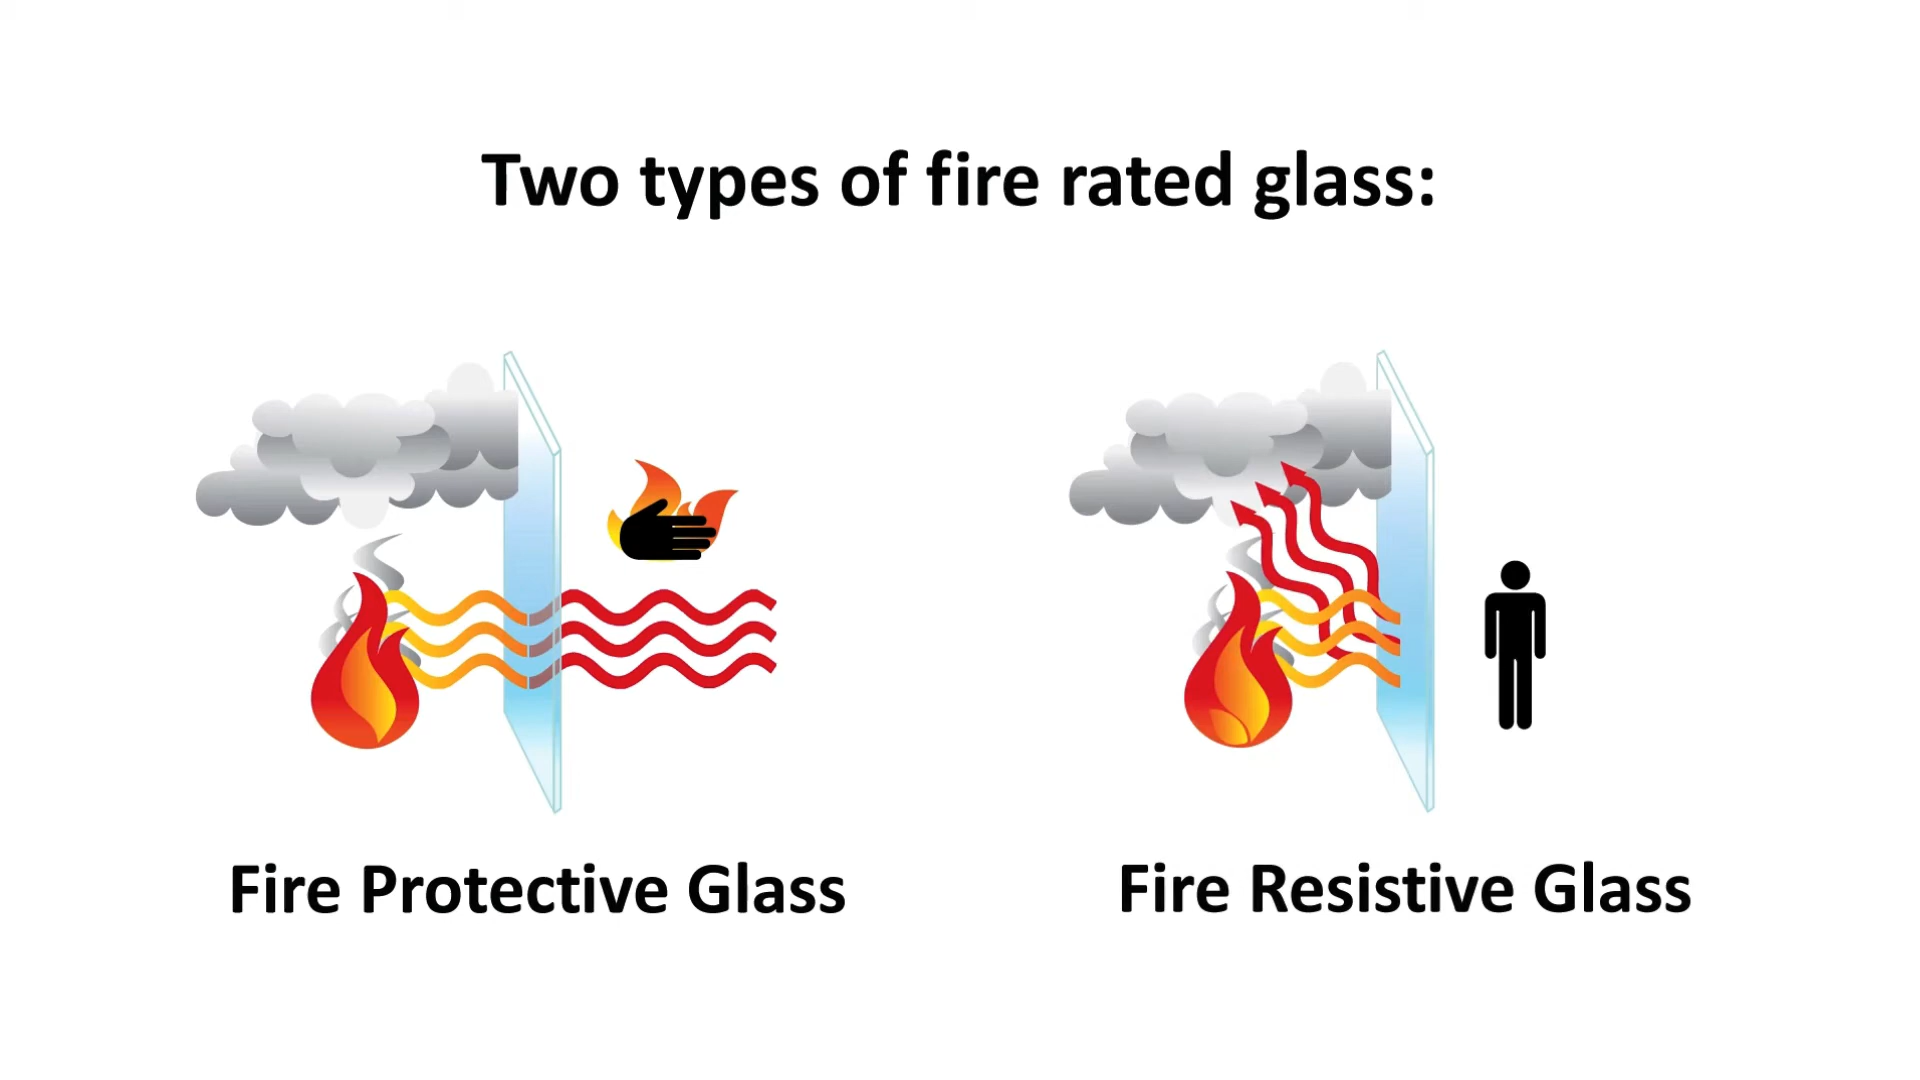 Two types of fire rated glass:
Fire Protective Glass
Fire Resistive Glass